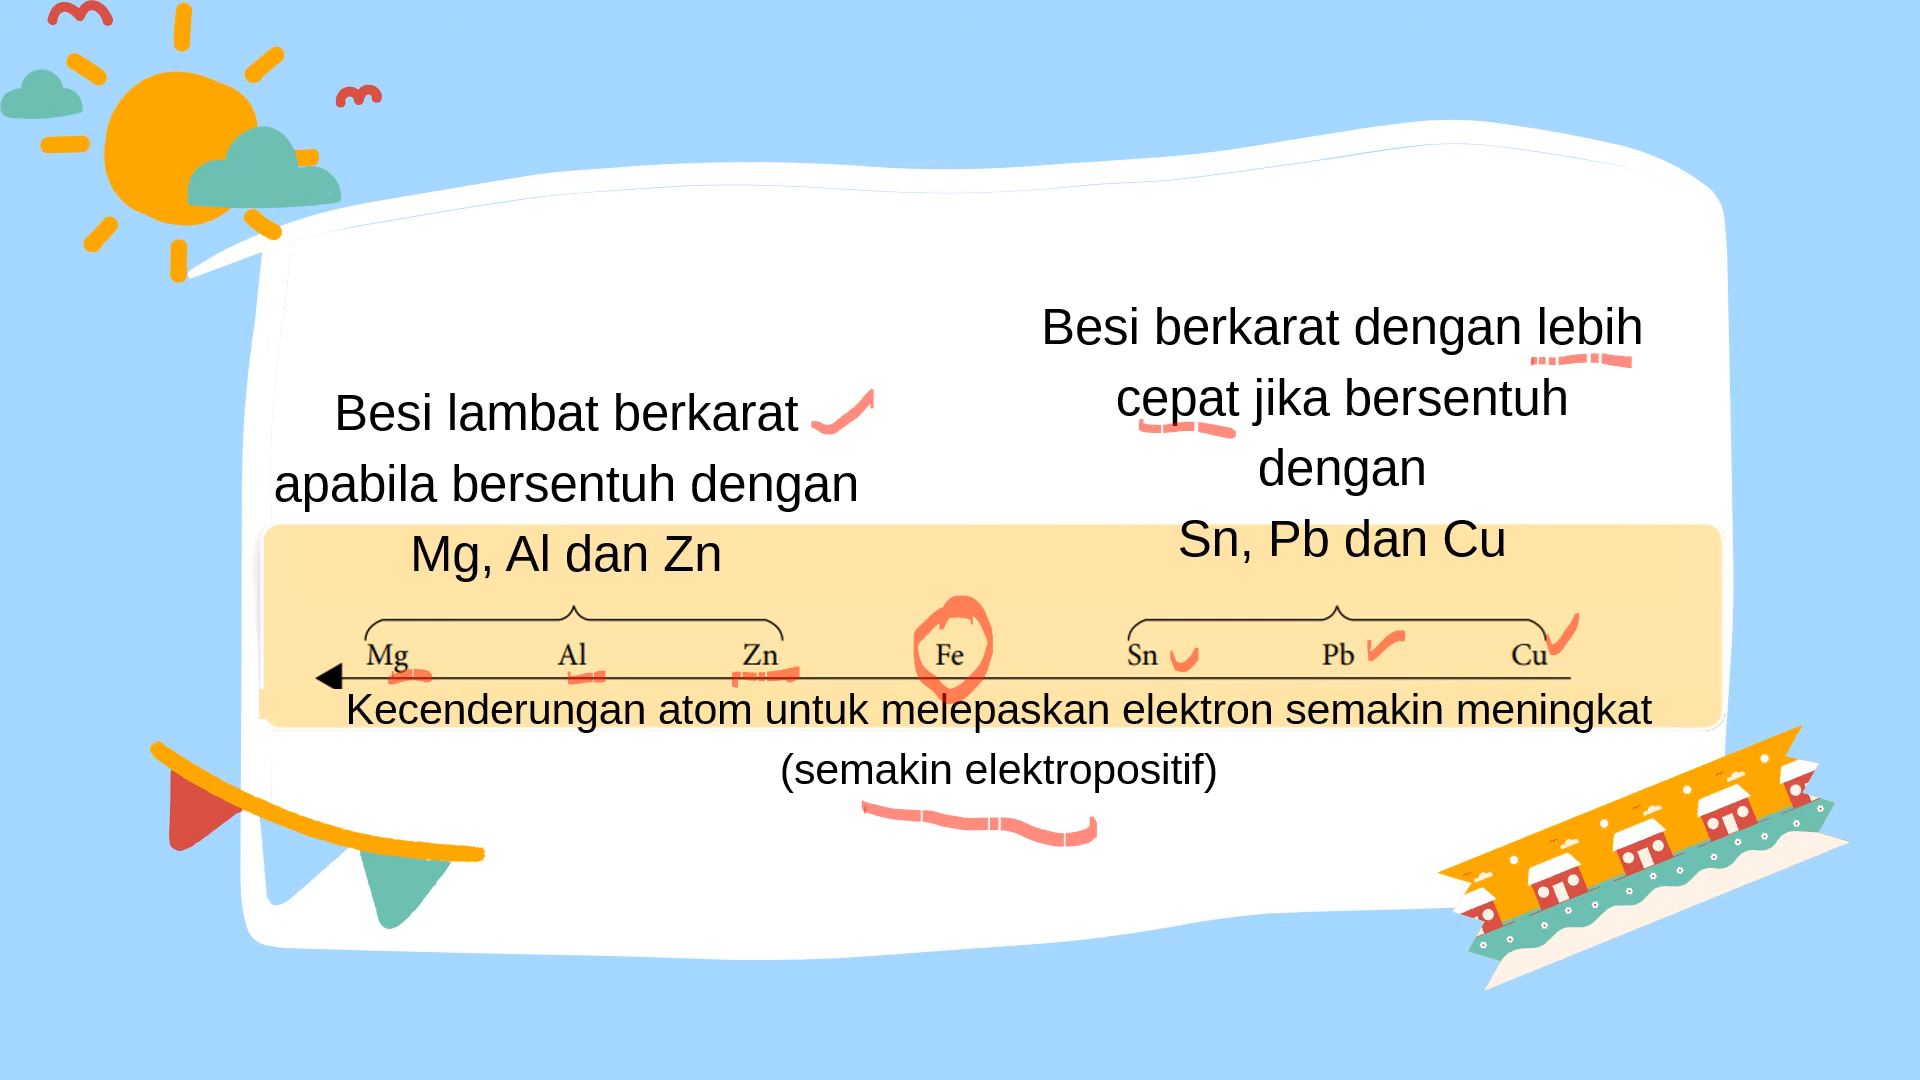 Besi lambat berkarat
apabila bersentuh dengan
Mg, Al dan Zn
Besi berkarat dengan lebih
cepat jika bersentuh
dengan
Sn, Pb dan Cu
Mg Al Zn Fe Sn Pb Cu
Kecenderungan atom untuk melepaskan elektron semakin meningkat
(semakin elektropositif)